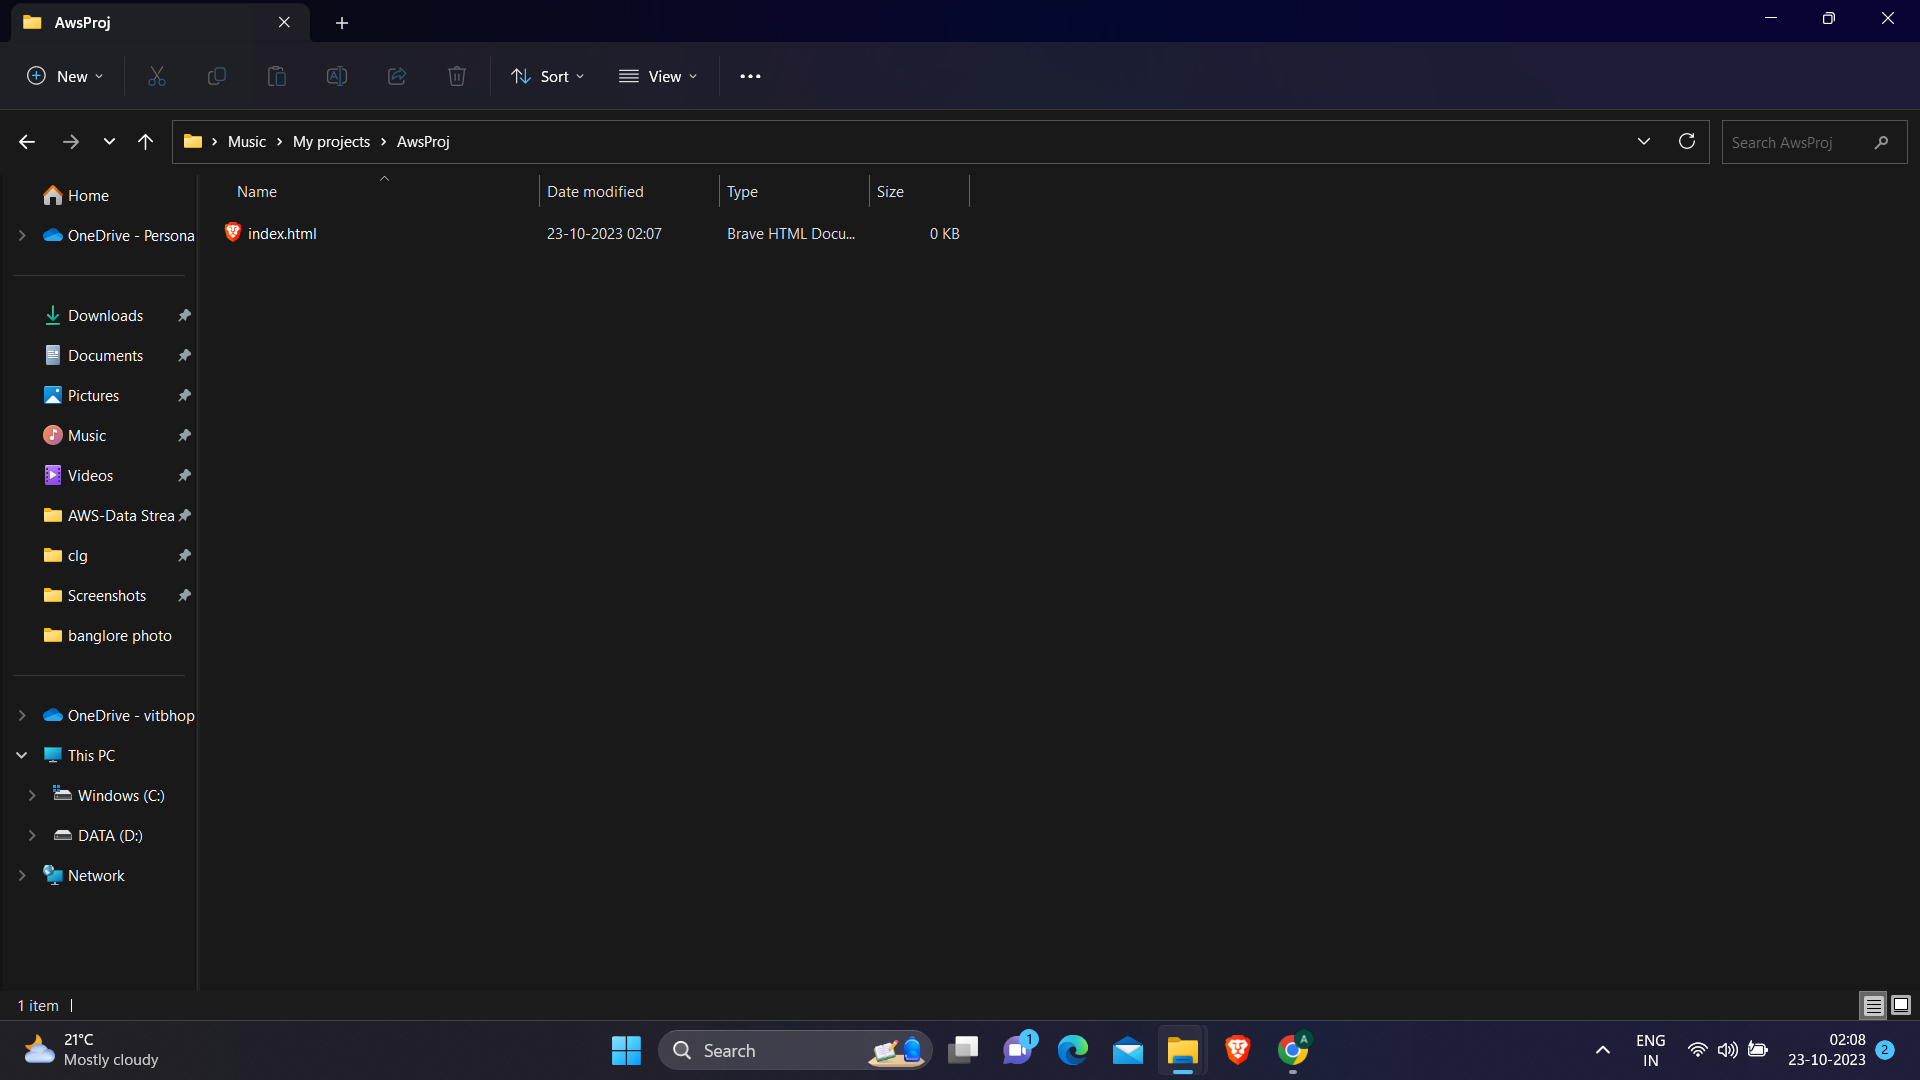 AwsProj
New
Sort
View
Music
My projects
AwsProj
Search AwsProj
Name
Date modified
Type
Size
index.html
23-10-2023 02:07
Brave HTML Docu...
0 KB
Home
OneDrive - Persona
Downloads
Documents
Pictures
Music
Videos
AWS-Data Strea
clg
Screenshots
banglore photo
OneDrive - vitbhop
This PC
Windows (C:)
DATA (D:)
Network
1 item
21°C
Mostly cloudy
Search
1
A
ENG
IN
02:08
23-10-2023
2